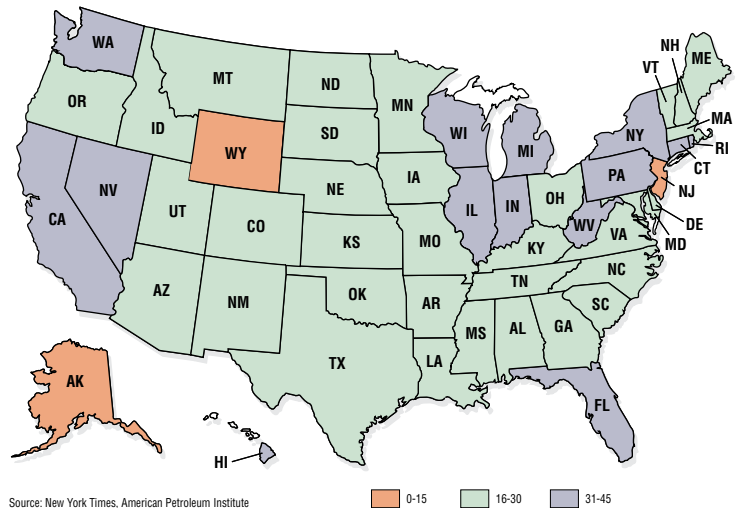 WA
NH
ME
VT
MT
ND
OR
MN
MA
ID
SD
WI
NY
RI
WY
MI
CT
IA
PA
NJ
NE
OH
NV
IL
IN
DE
UT
CA
CO
WV
VA
MD
KS
MO
KY
NC
TN
AZ
OK
NM
AR
SC
MS
AL
GA
TX
LA
AK
FL
HI
Source: New York Times, American Petroleum Institute
0-15
16-30
31-45